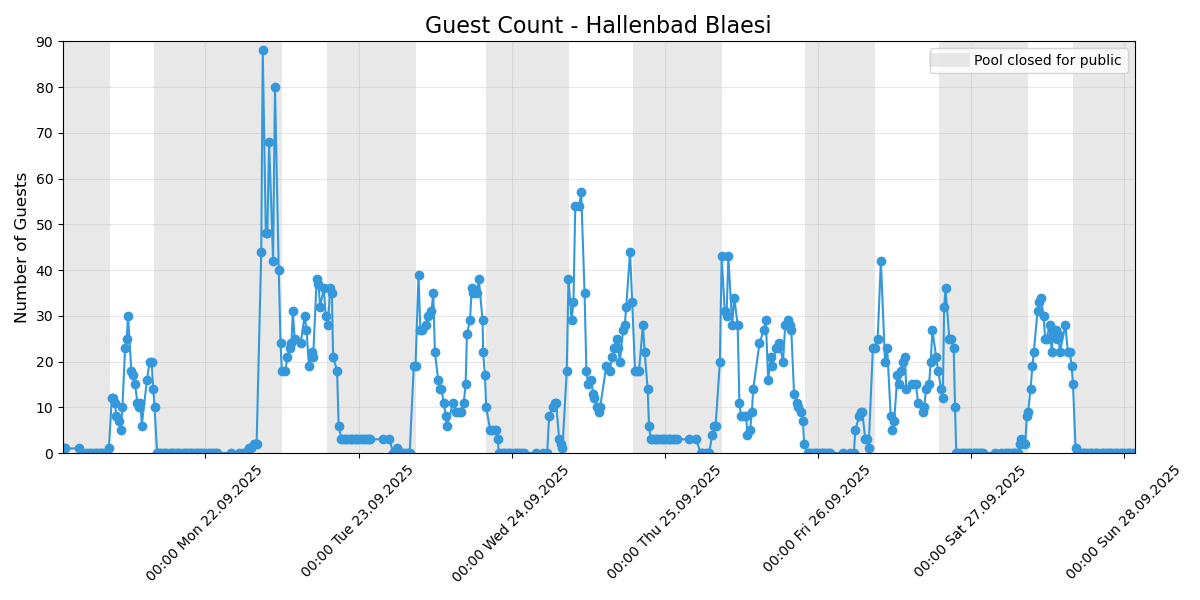 Guest Count - Hallenbad Blaesi
Number of Guests
90
80
70
60
50
40
30
20
10
0
Pool closed for public
00:00 Mon 22.09.2025
00:00 Tue 23.09.2025
00:00 Wed 24.09.2025
00:00 Thu 25.09.2025
00:00 Fri 26.09.2025
00:00 Sat 27.09.2025
00:00 Sun 28.09.2025